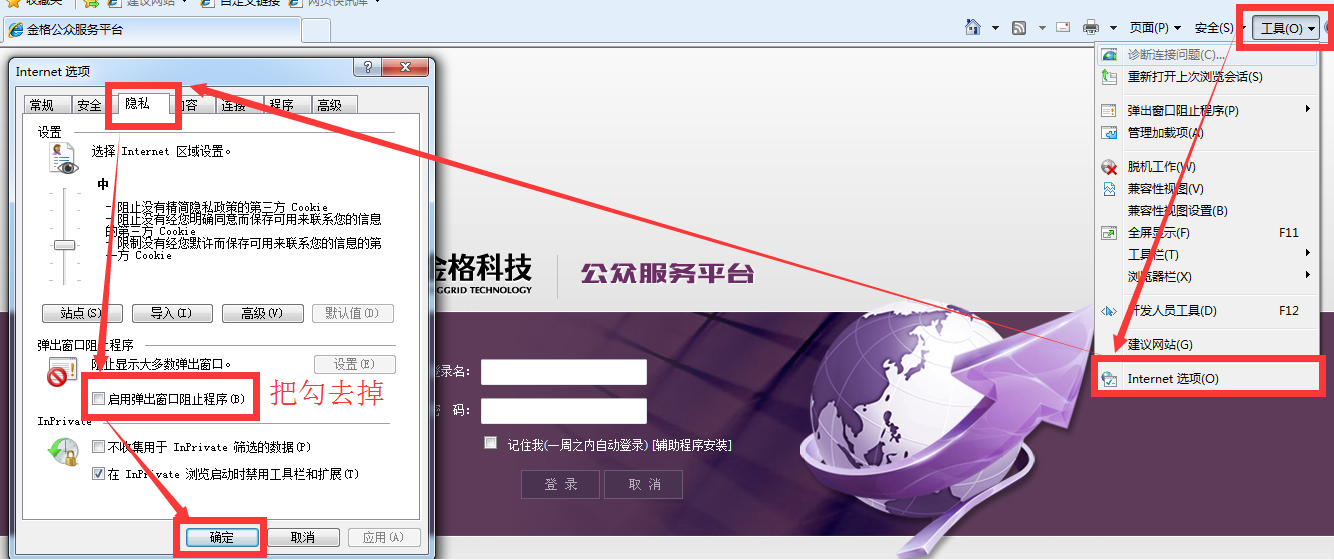 收藏夹
建议网站
自定义链接
网页快讯库
金格公众服务平台
页面(P)
安全(S)
工具(O)
Internet 选项
常规
安全
隐私
内容
连接
程序
高级
设置
选择 Internet 区域设置。
中
- 阻止没有精简隐私政策的第三方 Cookie
- 阻止没有经您明确同意而保存可用来联系您的信息
的第三方 Cookie
- 限制没有经您默许而保存可用来联系您的信息的第
一方 Cookie
站点(S)
导入(I)
高级(V)
默认值(D)
弹出窗口阻止程序
阻止显示大多数弹出窗口。
设置(E)
启用弹出窗口阻止程序(B)
把勾去掉
InPrivate
不收集用于 InPrivate 筛选的数据(P)
在 InPrivate 浏览启动时禁用工具栏和扩展(T)
确定
取消
应用(A)
金格科技
GGRID TECHNOLOGY
公众服务平台
登录名:
密 码:
记住我(一周之内自动登录) [辅助程序安装]
登 录
取 消
诊断连接问题(C)...
重新打开上次浏览会话(S)
弹出窗口阻止程序(P)
管理加载项(A)
脱机工作(W)
兼容性视图(V)
兼容性视图设置(B)
全屏显示(F) F11
工具栏(T)
浏览器栏(X)
开发人员工具(D) F12
建议网站(G)
Internet 选项(O)